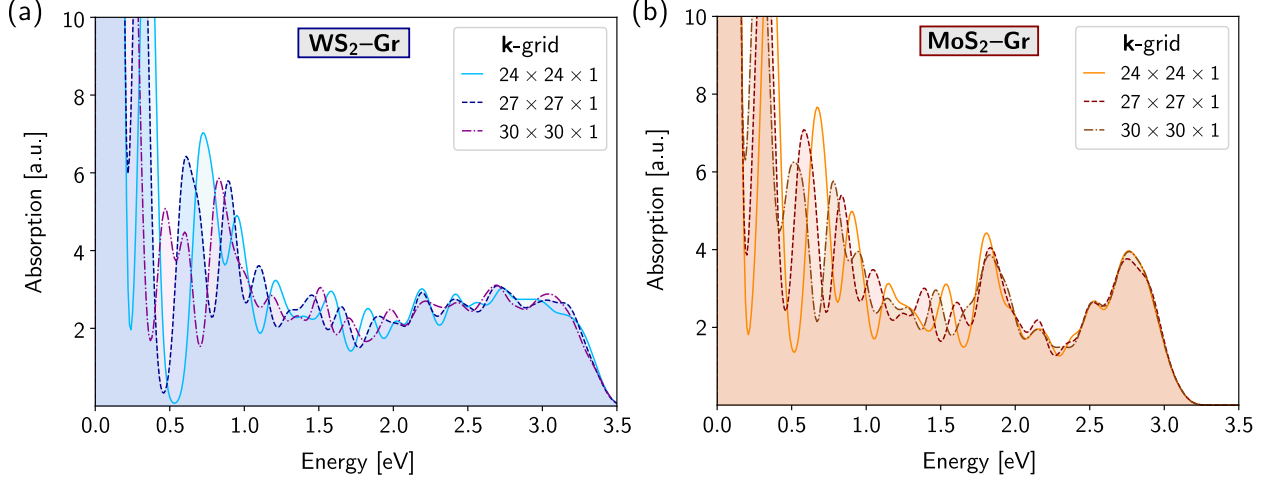 (a)
WS₂–Gr
k-grid
24 × 24 × 1
27 × 27 × 1
30 × 30 × 1
Absorption [a.u.]
10
8
6
4
2
0.0 0.5 1.0 1.5 2.0 2.5 3.0 3.5
Energy [eV]
(b)
MoS₂–Gr
k-grid
24 × 24 × 1
27 × 27 × 1
30 × 30 × 1
Absorption [a.u.]
10
8
6
4
2
0.0 0.5 1.0 1.5 2.0 2.5 3.0 3.5
Energy [eV]